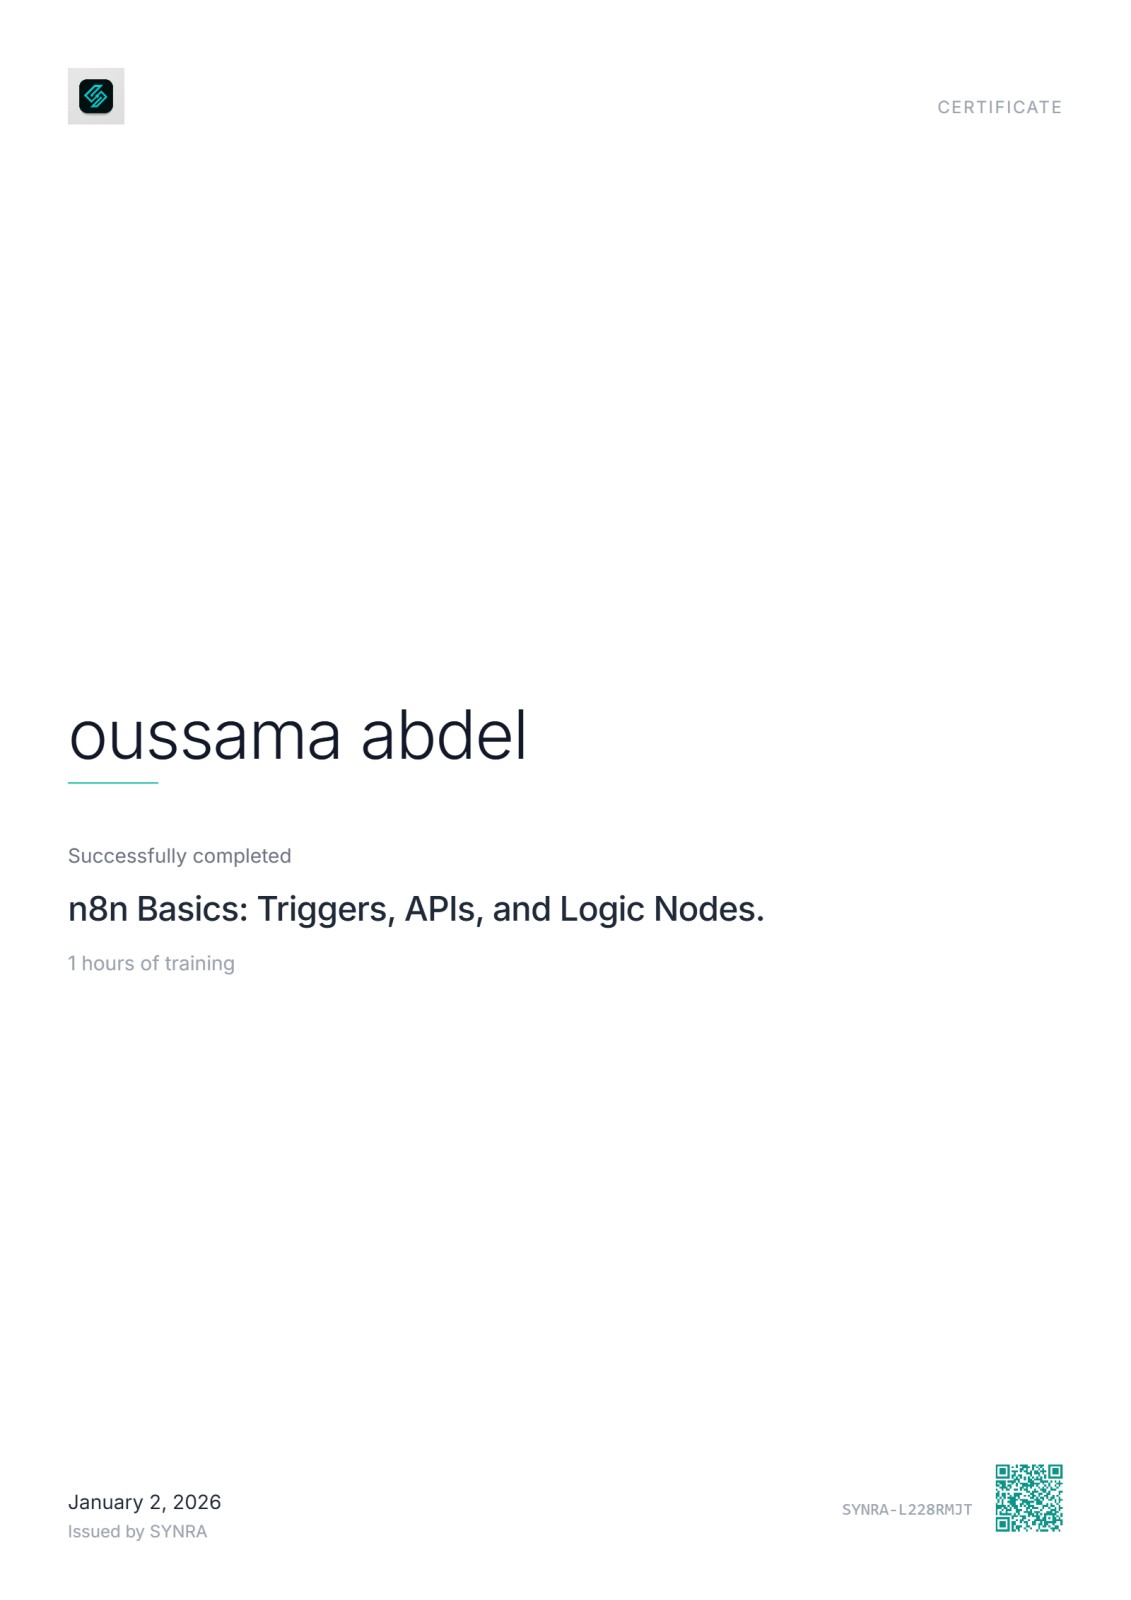 CERTIFICATE
oussama abdel
Successfully completed
n8n Basics: Triggers, APIs, and Logic Nodes.
1 hours of training
January 2, 2026
Issued by SYNRA
SYNRA-L228RMJT